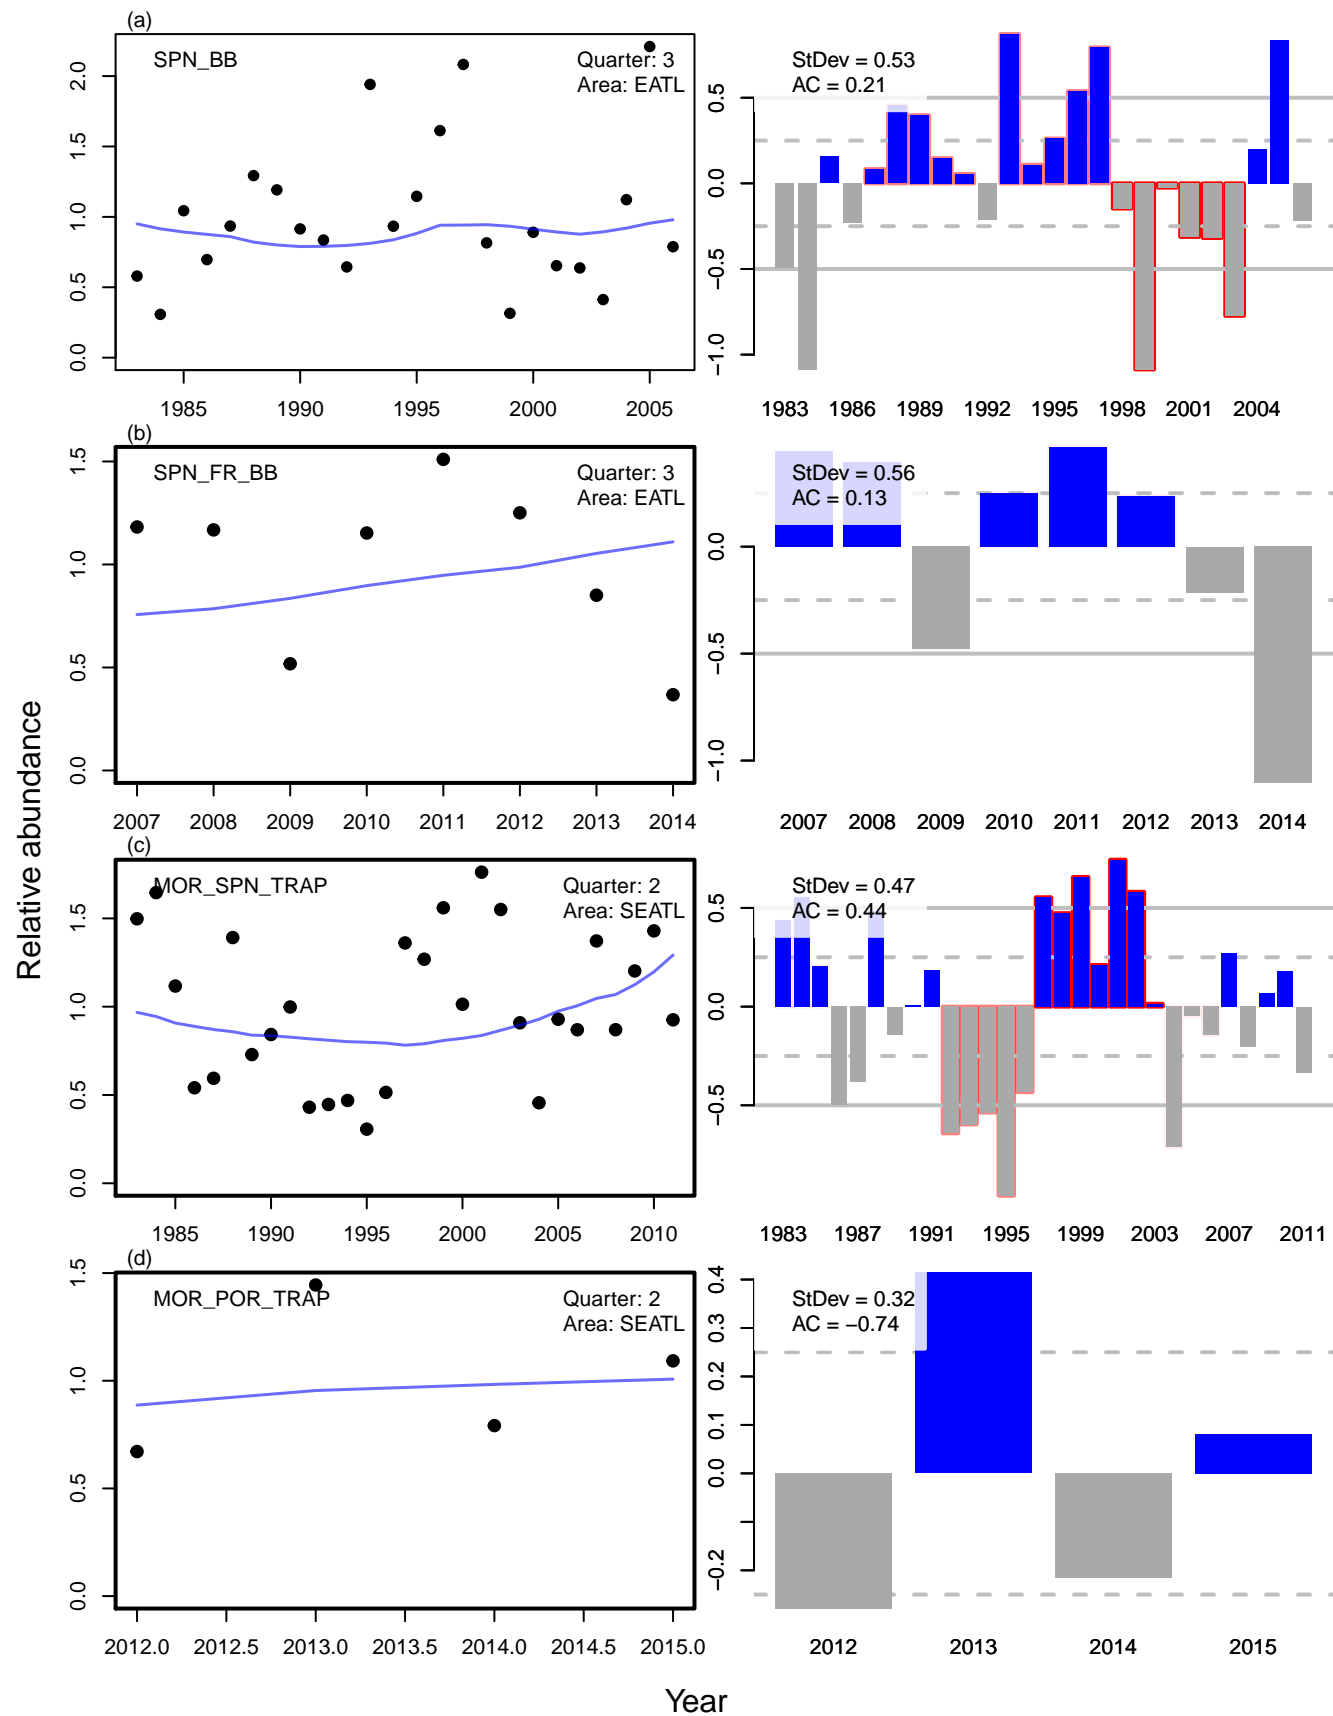 (a)
SPN_BB
Quarter: 3
Area: EATL
0.0 0.5 1.0 1.5 2.0
1985 1990 1995 2000 2005
StDev = 0.53
AC = 0.21
−1.0 −0.5 0.0 0.5
1983 1986 1989 1992 1995 1998 2001 2004
(b)
SPN_FR_BB
Quarter: 3
Area: EATL
0.0 0.5 1.0 1.5
2007 2008 2009 2010 2011 2012 2013 2014
StDev = 0.56
AC = 0.13
−1.0 −0.5 0.0
2007 2008 2009 2010 2011 2012 2013 2014
Relative abundance
(c)
MOR_SPN_TRAP
Quarter: 2
Area: SEATL
0.0 0.5 1.0 1.5
1985 1990 1995 2000 2005 2010
StDev = 0.47
AC = 0.44
−0.5 0.0 0.5
1983 1987 1991 1995 1999 2003 2007 2011
(d)
MOR_POR_TRAP
Quarter: 2
Area: SEATL
0.0 0.5 1.0 1.5
2012.0 2012.5 2013.0 2013.5 2014.0 2014.5 2015.0
StDev = 0.32
AC = −0.74
−0.2 0.0 0.1 0.2 0.3 0.4
2012 2013 2014 2015
Year